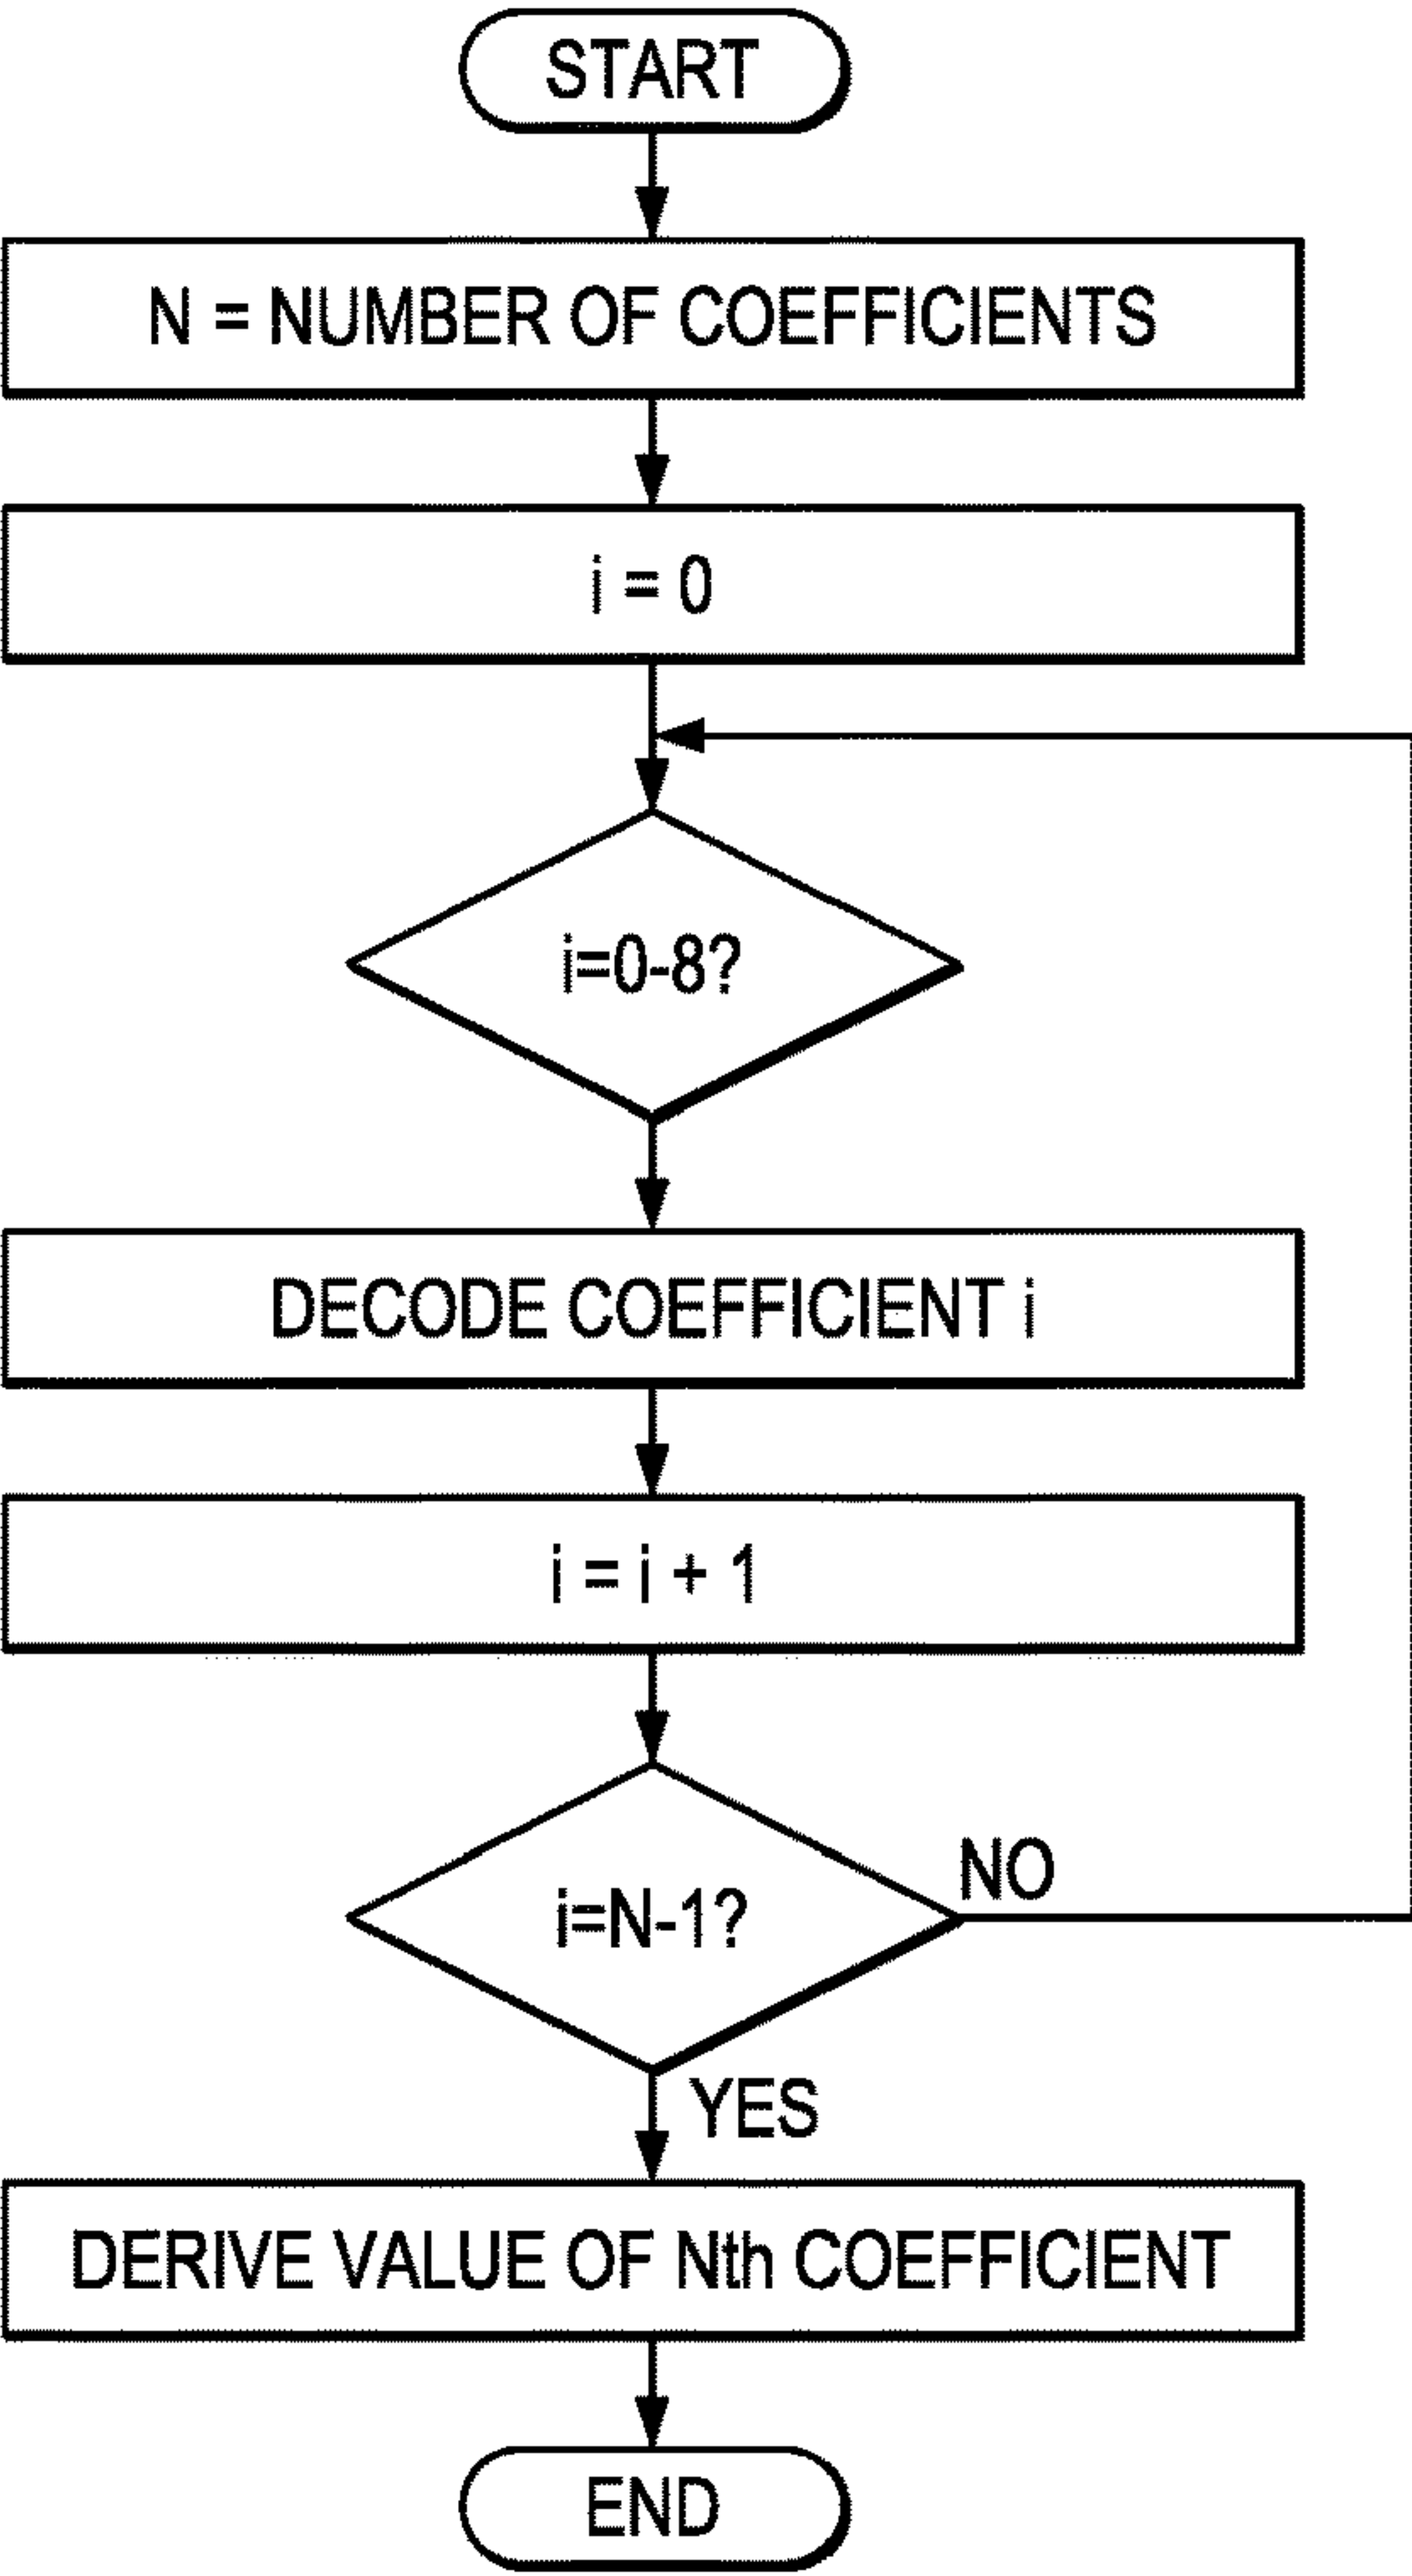 START
N = NUMBER OF COEFFICIENTS
i = 0
i=0-8?
DECODE COEFFICIENT i
i = i + 1
i=N-1?
NO
YES
DERIVE VALUE OF Nth COEFFICIENT
END